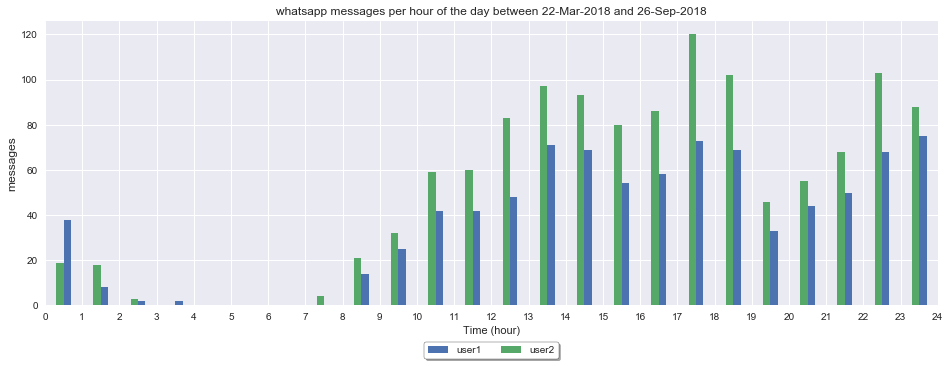 whatsapp messages per hour of the day between 22-Mar-2018 and 26-Sep-2018
120
100
80
60
40
20
0
messages
0 1 2 3 4 5 6 7 8 9 10 11 12 13 14 15 16 17 18 19 20 21 22 23 24
Time (hour)
user1 user2